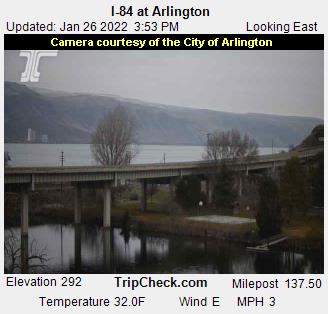 I-84 at Arlington
Updated: Jan 26 2022 3:53 PM Looking East
Camera courtesy of the City of Arlington
Elevation 292 TripCheck.com Milepost 137.50
Temperature 32.0F Wind E MPH 3